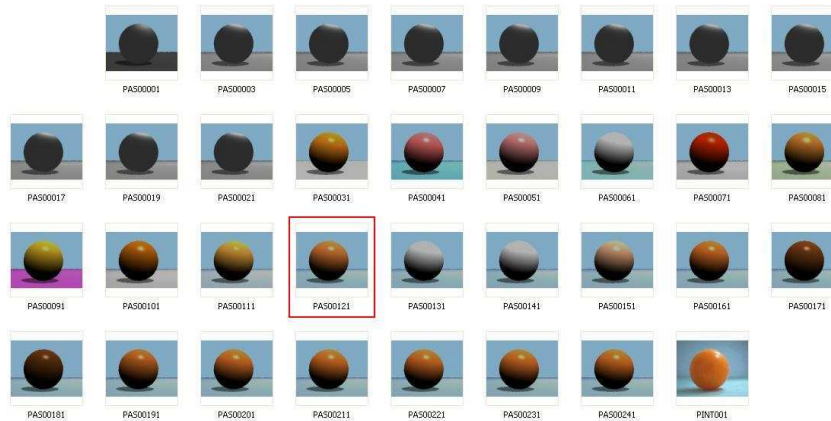 PAS00001 PAS00003 PAS00005 PAS00007 PAS00009 PAS00011 PAS00013 PAS00015
PAS00017 PAS00019 PAS00021 PAS00031 PAS00041 PAS00051 PAS00061 PAS00071 PAS00081
PAS00091 PAS00101 PAS00111 PAS00121 PAS00131 PAS00141 PAS00151 PAS00161 PAS00171
PAS00181 PAS00191 PAS00201 PAS00211 PAS00221 PAS00231 PAS00241 PINT001